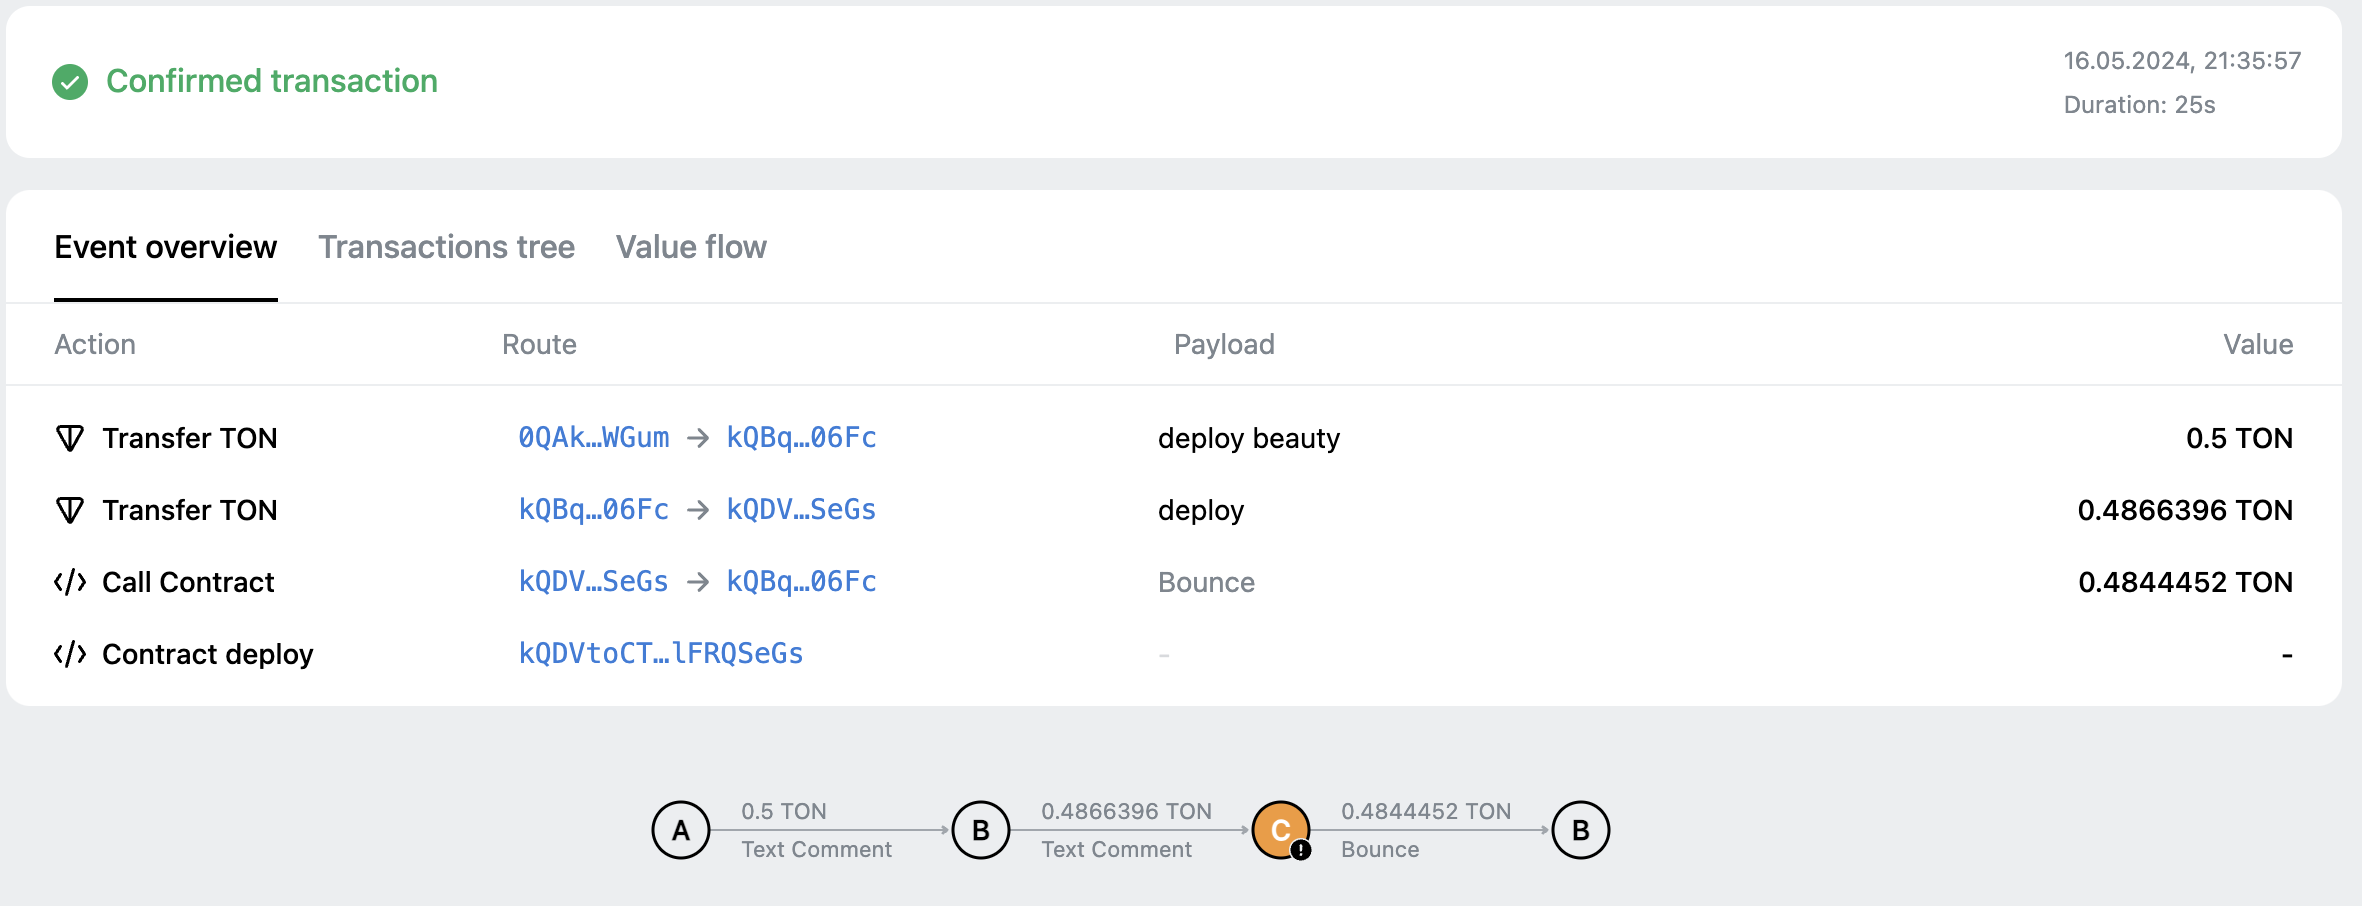 Confirmed transaction
16.05.2024, 21:35:57
Duration: 25s
Event overview Transactions tree Value flow
Action Route Payload Value
Transfer TON 0QAk…WGum → kQBq…06Fc deploy beauty 0.5 TON
Transfer TON kQBq…06Fc → kQDV…SeGs deploy 0.4866396 TON
</> Call Contract kQDV…SeGs → kQBq…06Fc Bounce 0.4844452 TON
</> Contract deploy kQDVtoCT…lFRQSeGs - -
0.5 TON 0.4866396 TON 0.4844452 TON
A B C ! B
Text Comment Text Comment Bounce